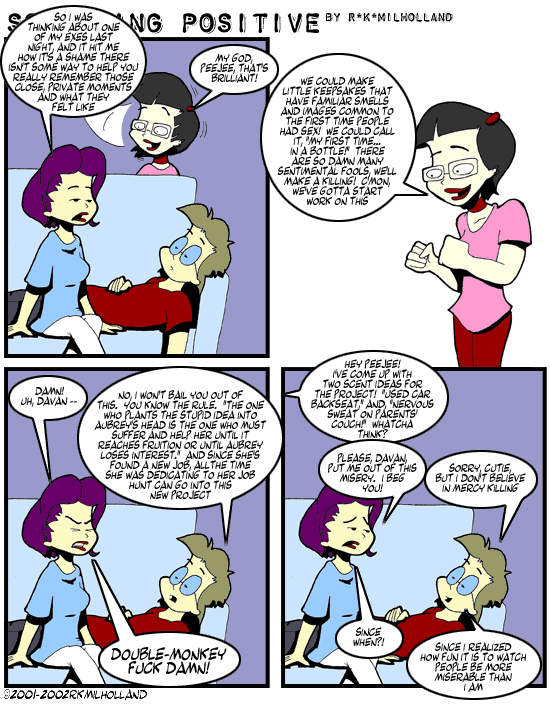 S
NG POSITIVE BY R*K*MILHOLLAND
SO I WAS
THINKING ABOUT ONE
OF MY EXES LAST
NIGHT, AND IT HIT ME
HOW IT'S A SHAME THERE
ISN'T SOME WAY TO HELP YOU
REALLY REMEMBER THOSE
CLOSE, PRIVATE MOMENTS
AND WHAT THEY
FELT LIKE
MY GOD,
PEEJEE, THAT'S
BRILLIANT!
WE COULD MAKE
LITTLE KEEPSAKES THAT
HAVE FAMILIAR SMELLS
AND IMAGES COMMON TO
THE FIRST TIME PEOPLE
HAD SEX! WE COULD CALL
IT, "MY FIRST TIME...
IN A BOTTLE!" THERE
ARE SO DAMN MANY
SENTIMENTAL FOOLS, WE'LL
MAKE A KILLING! C'MON,
WE'VE GOTTA START
WORK ON THIS
DAMN!
UH, DAVAN --
NO, I WON'T BAIL YOU OUT OF
THIS. YOU KNOW THE RULE. "THE ONE
WHO PLANTS THE STUPID IDEA INTO
AUBREY'S HEAD IS THE ONE WHO MUST
SUFFER AND HELP HER UNTIL IT
REACHES FRUITION OR UNTIL AUBREY
LOSES INTEREST." AND SINCE SHE'S
FOUND A NEW JOB, ALL THE TIME
SHE WAS DEDICATING TO HER JOB
HUNT CAN GO INTO THIS
NEW PROJECT
DOUBLE-MONKEY
FUCK DAMN!
HEY PEEJEE!
I'VE COME UP WITH
TWO SCENT IDEAS FOR
THE PROJECT! "USED CAR
BACKSEAT," AND, "NERVOUS
SWEAT ON PARENTS'
COUCH!" WHATCHA
THINK?
PLEASE, DAVAN,
PUT ME OUT OF THIS
MISERY. I BEG
YOU!
SORRY, CUTIE,
BUT I DON'T BELIEVE
IN MERCY KILLING
SINCE
WHEN?!
SINCE I REALIZED
HOW FUN IT IS TO WATCH
PEOPLE BE MORE
MISERABLE THAN
I AM
©2001-2002RKMILHOLLAND